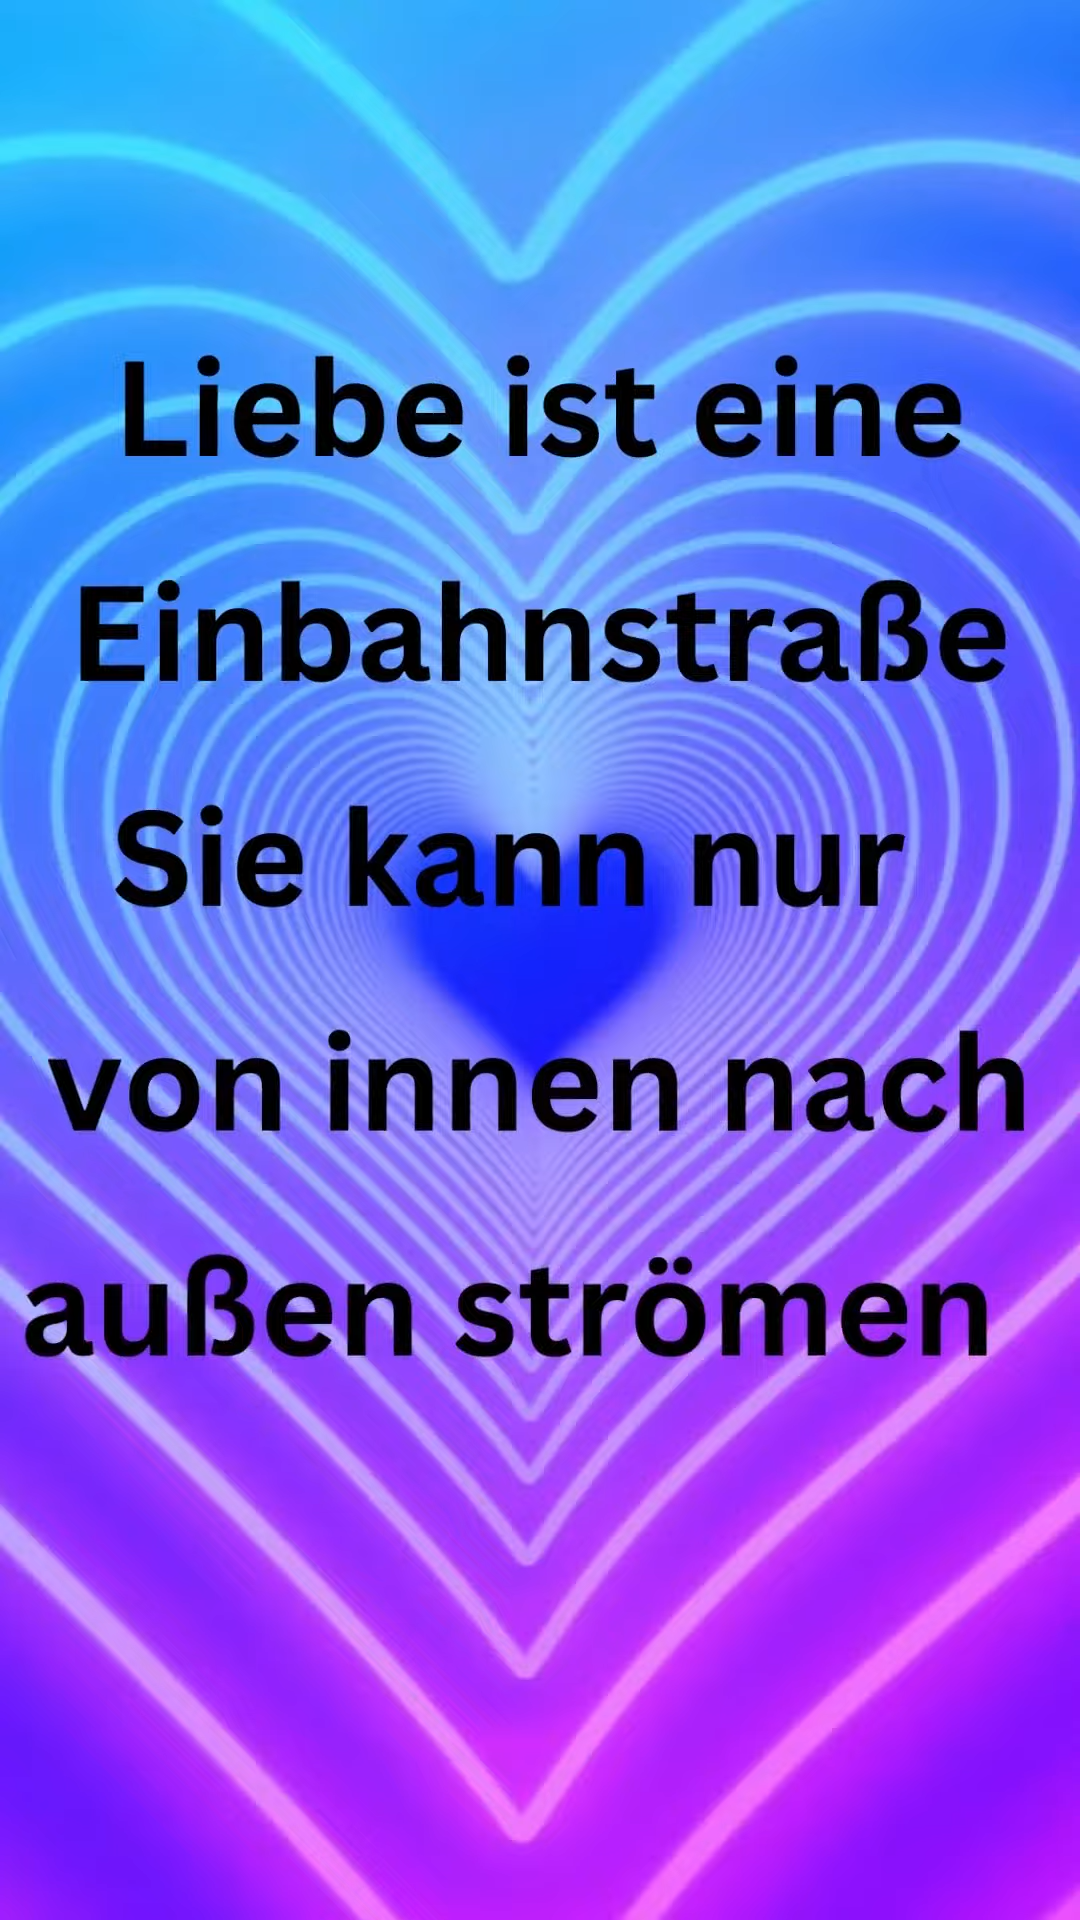 Liebe ist eine
Einbahnstraße
Sie kann nur
von innen nach
außen strömen